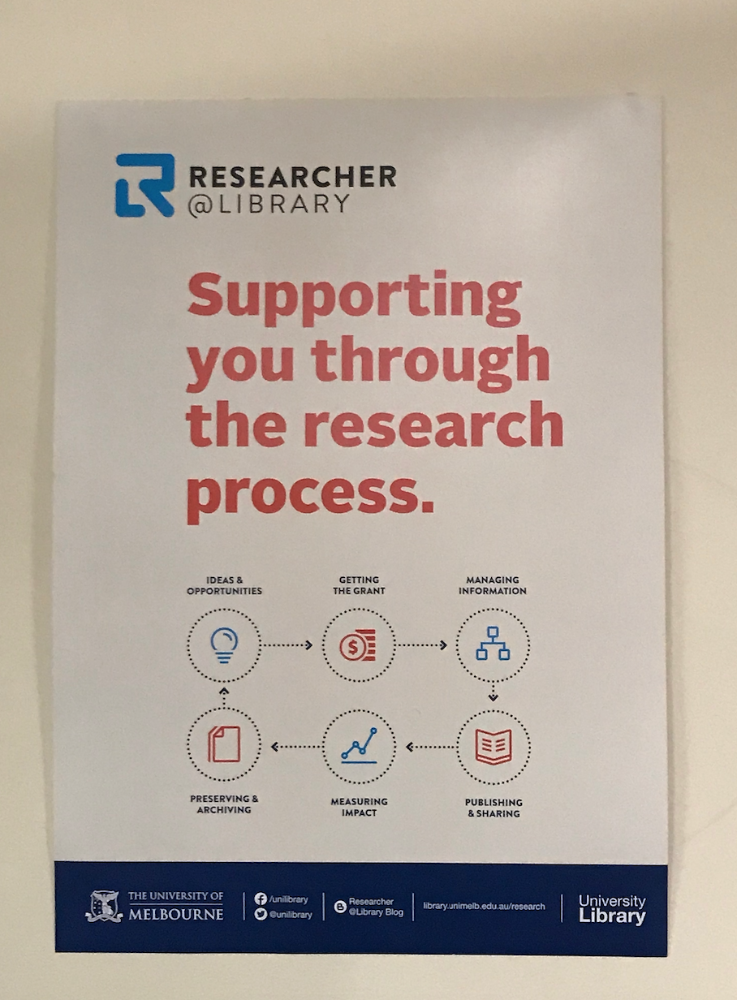 RESEARCHER
@LIBRARY
Supporting
you through
the research
process.
IDEAS &
OPPORTUNITIES
GETTING
THE GRANT
MANAGING
INFORMATION
$
PRESERVING &
ARCHIVING
MEASURING
IMPACT
PUBLISHING
& SHARING
THE UNIVERSITY OF
MELBOURNE
/unilibrary
@unilibrary
Researcher
@Library Blog
library.unimelb.edu.au/research
University
Library